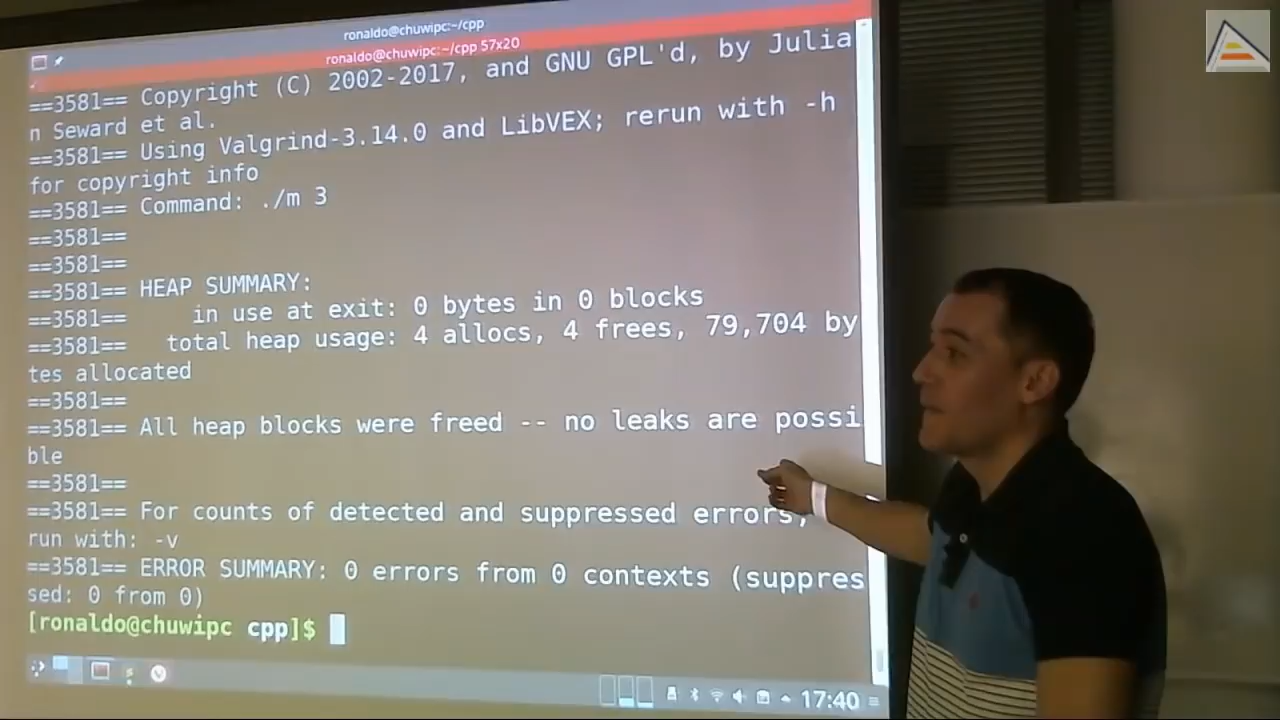 ronaldo@chuwipc:~/cpp
ronaldo@chuwipc:~/cpp 57x20
==3581== Copyright (C) 2002-2017, and GNU GPL'd, by Julia
n Seward et al.
==3581== Using Valgrind-3.14.0 and LibVEX; rerun with -h
for copyright info
==3581== Command: ./m 3
==3581==
==3581==
==3581== HEAP SUMMARY:
==3581==     in use at exit: 0 bytes in 0 blocks
==3581==   total heap usage: 4 allocs, 4 frees, 79,704 by
tes allocated
==3581==
==3581== All heap blocks were freed -- no leaks are possi
ble
==3581==
==3581== For counts of detected and suppressed errors,
run with: -v
==3581== ERROR SUMMARY: 0 errors from 0 contexts (suppres
sed: 0 from 0)
[ronaldo@chuwipc cpp]$
17:40